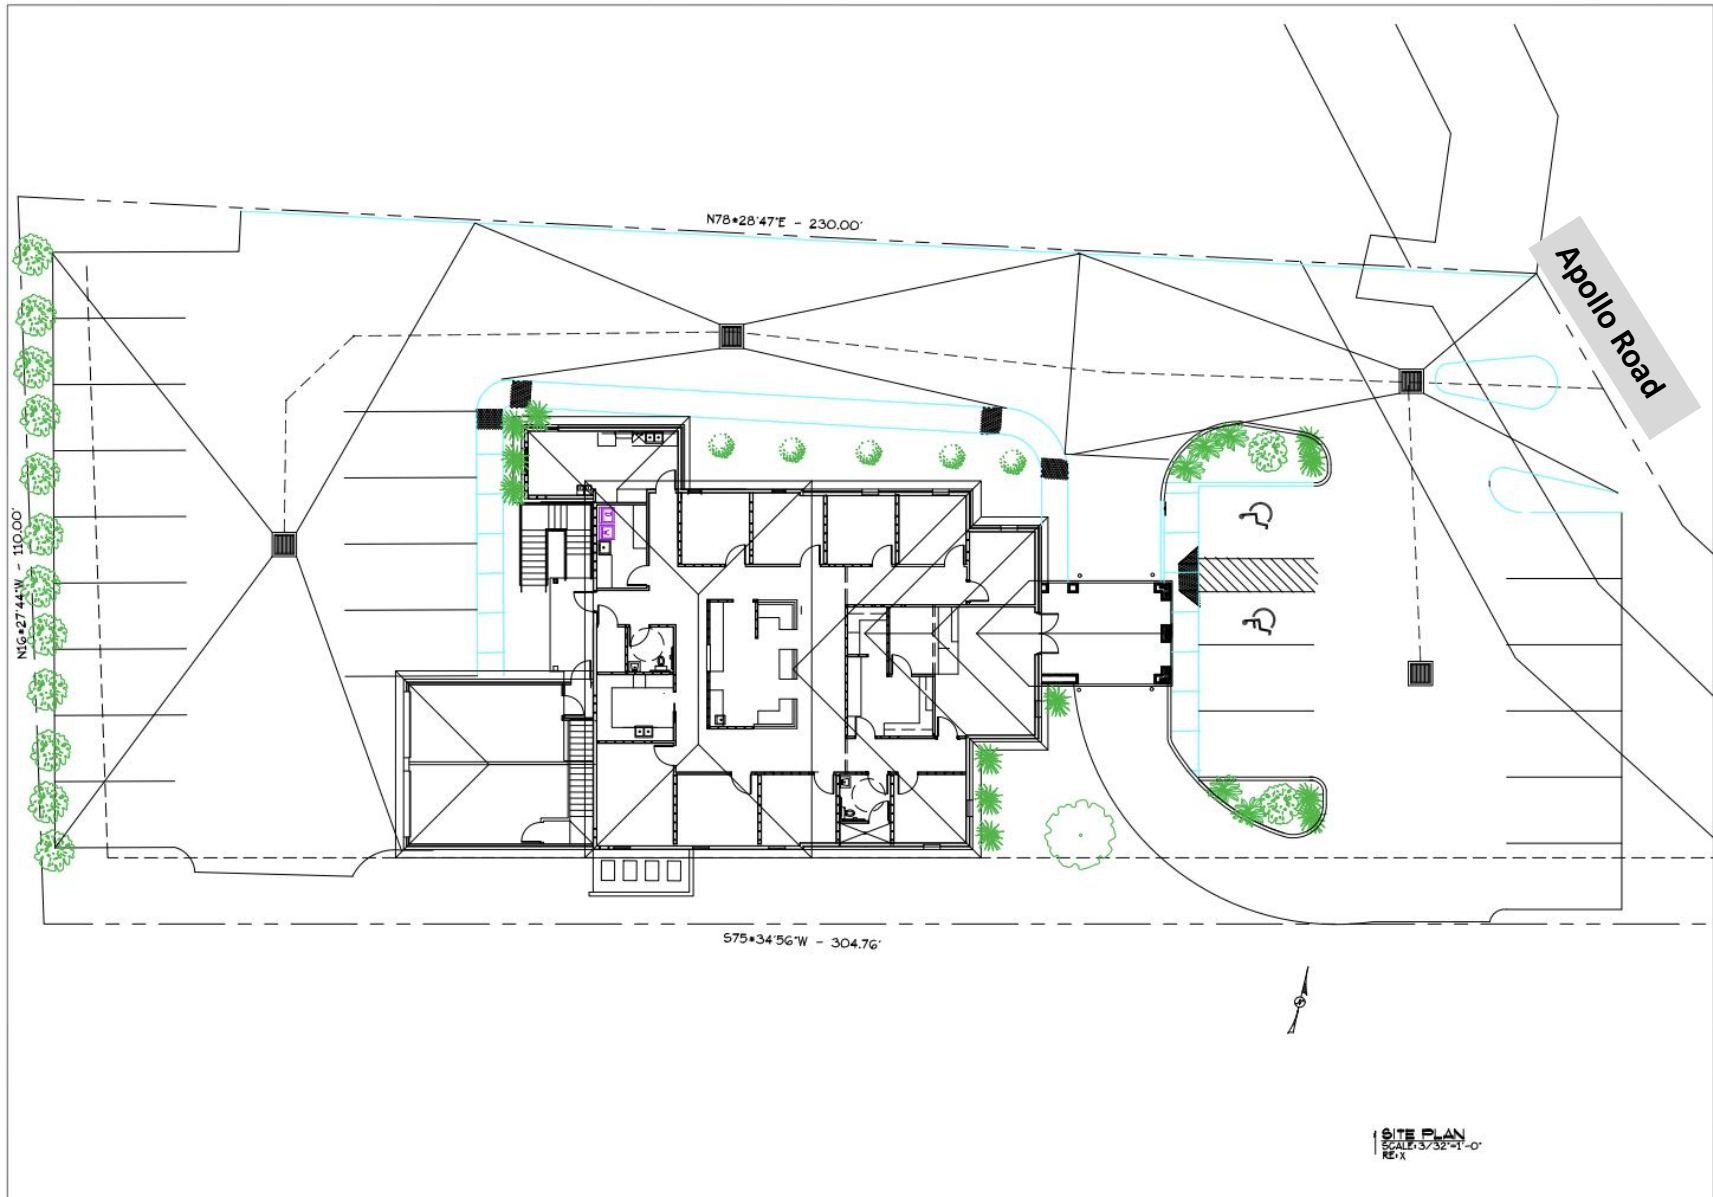 N78*28'47"E - 230.00'
Apollo Road
N16*27'44"W - 110.00'
S75*34'56"W - 304.76'
SITE PLAN
SCALE: 3/32"=1'-0"
RE: X